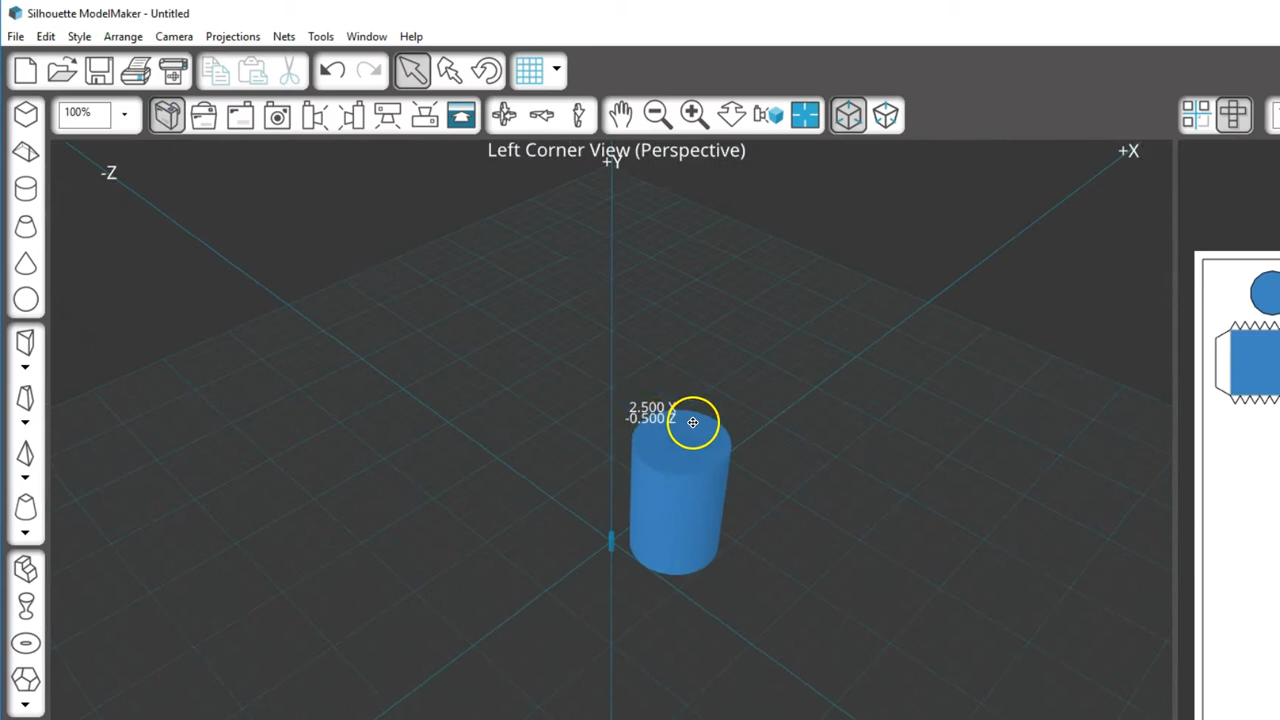 Silhouette ModelMaker - Untitled
File Edit Style Arrange Camera Projections Nets Tools Window Help
100%
Left Corner View (Perspective)
-Z
+Y
+X
2.500 X
-0.500 Z